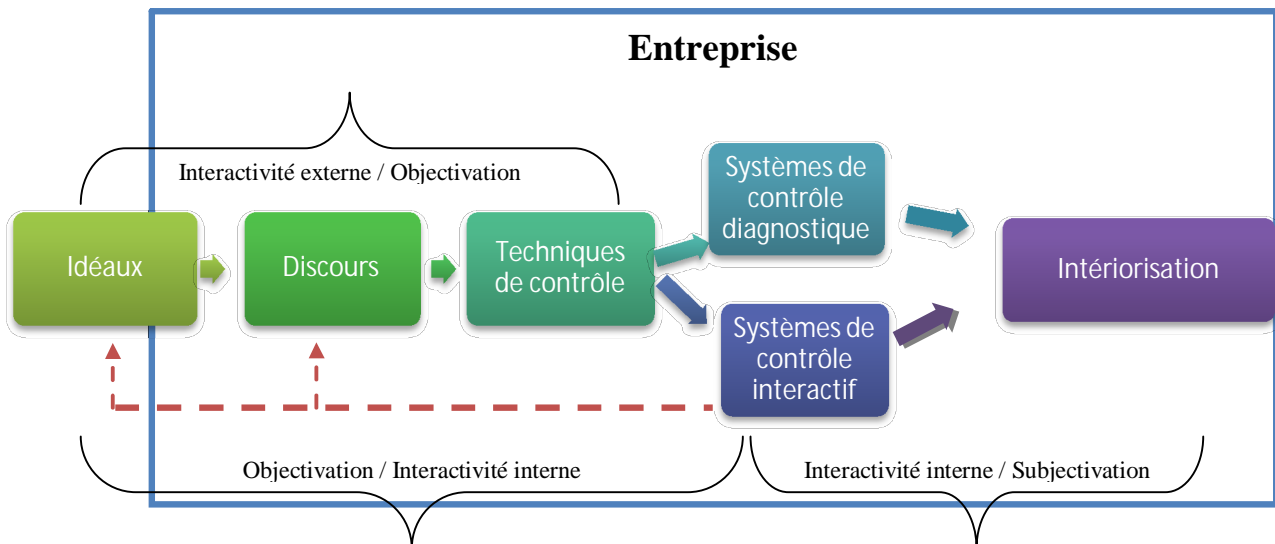 Entreprise
Interactivité externe / Objectivation
Idéaux
Discours
Techniques
de contrôle
Systèmes de
contrôle
diagnostique
Systèmes de
contrôle
interactif
Intériorisation
Objectivation / Interactivité interne
Interactivité interne / Subjectivation